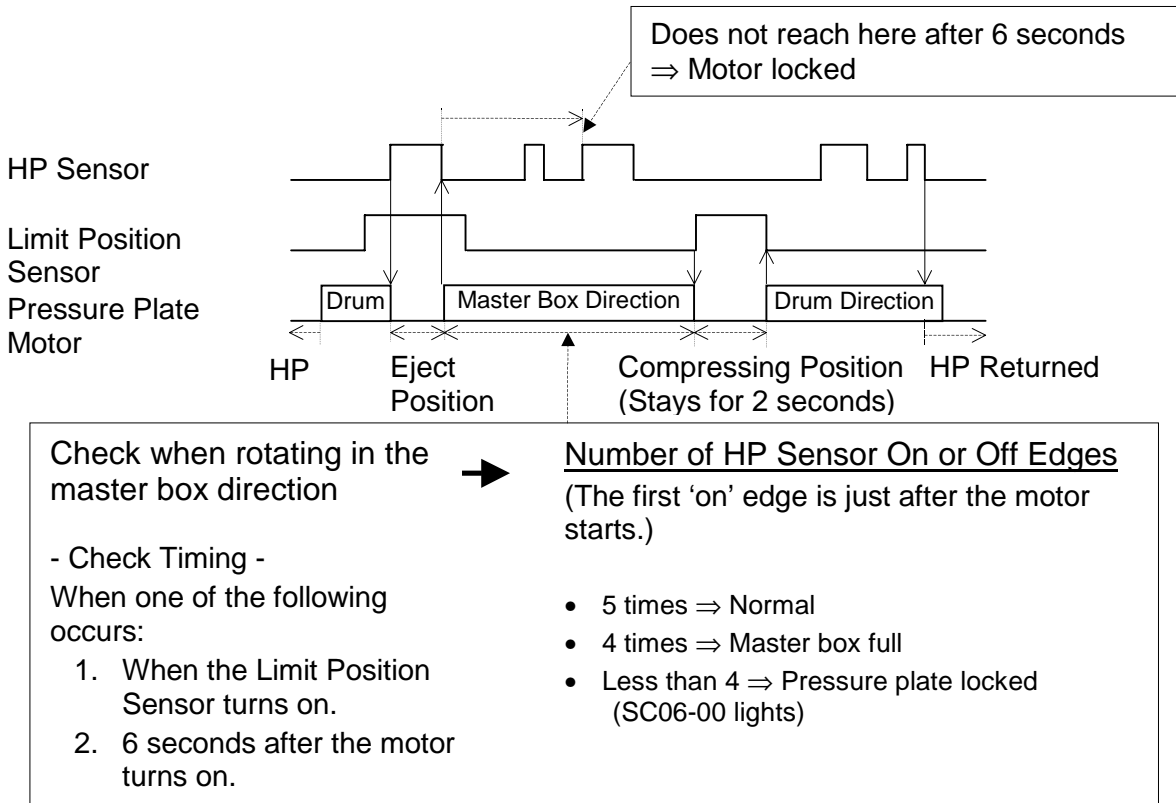 Does not reach here after 6 seconds
⇒ Motor locked
HP Sensor
Limit Position
Sensor
Pressure Plate
Motor
Drum
Master Box Direction
Drum Direction
HP
Eject
Position
Compressing Position
(Stays for 2 seconds)
HP Returned
Check when rotating in the
master box direction
- Check Timing -
When one of the following
occurs:
1. When the Limit Position
Sensor turns on.
2. 6 seconds after the motor
turns on.
Number of HP Sensor On or Off Edges
(The first ‘on’ edge is just after the motor
starts.)
• 5 times ⇒ Normal
• 4 times ⇒ Master box full
• Less than 4 ⇒ Pressure plate locked
(SC06-00 lights)